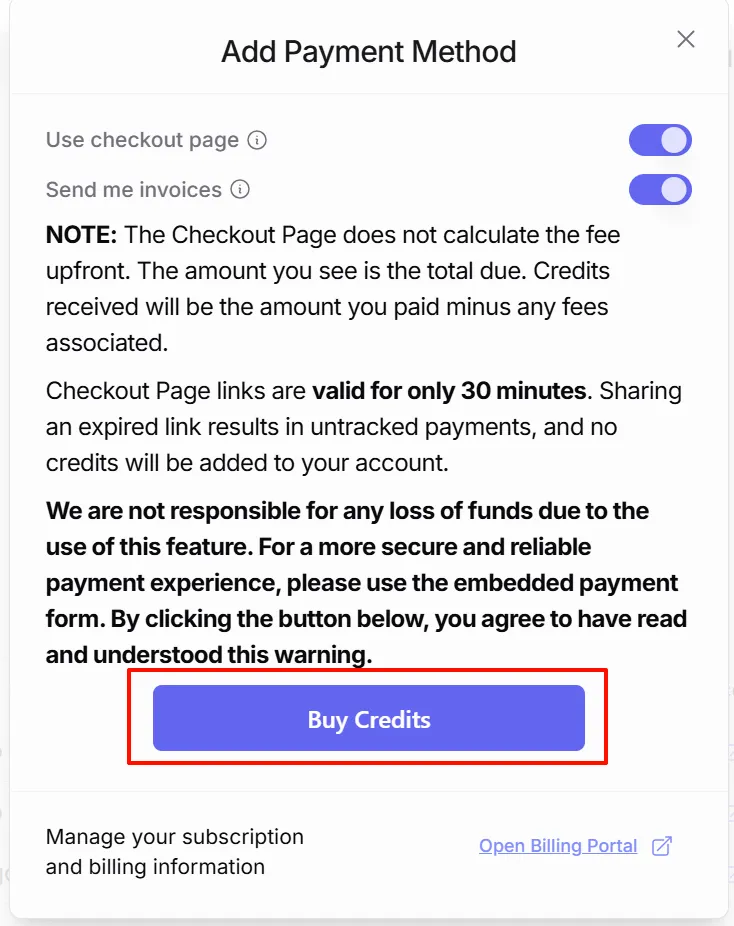 Add Payment Method
Use checkout page
Send me invoices
NOTE: The Checkout Page does not calculate the fee
upfront. The amount you see is the total due. Credits
received will be the amount you paid minus any fees
associated.
Checkout Page links are valid for only 30 minutes. Sharing
an expired link results in untracked payments, and no
credits will be added to your account.
We are not responsible for any loss of funds due to the
use of this feature. For a more secure and reliable
payment experience, please use the embedded payment
form. By clicking the button below, you agree to have read
and understood this warning.
Buy Credits
Manage your subscription
and billing information
Open Billing Portal